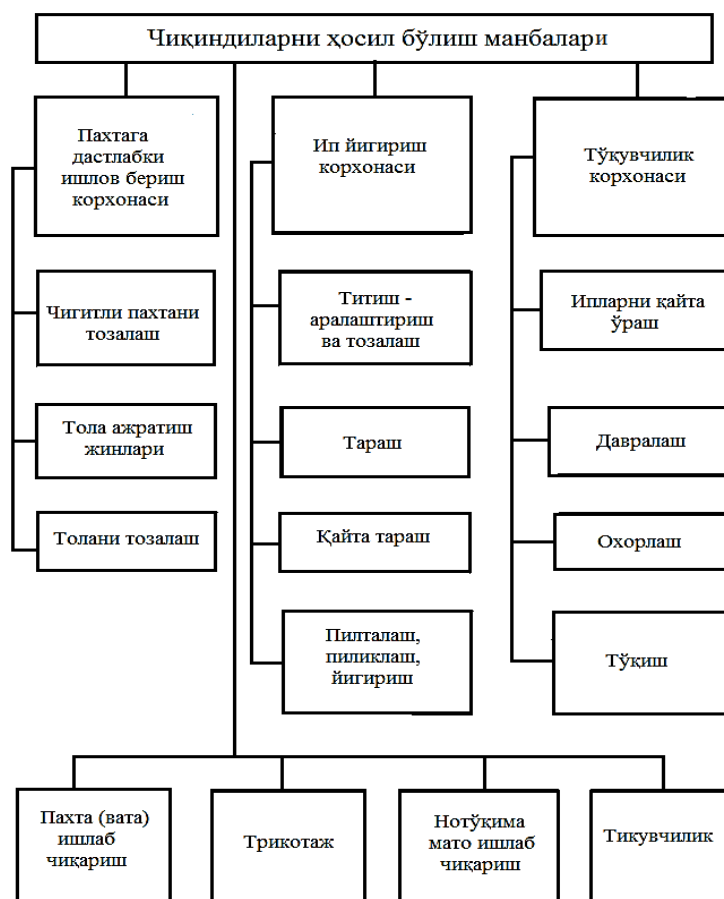 Чиқиндиларни ҳосил бўлиш манбалари
Пахтага
дастлабки
ишлов бериш
корхонаси
Чигитли пахтани
тозалаш
Тола ажратиш
жинлари
Толани тозалаш
Ип йигириш
корхонаси
Титиш -
аралаштириш
ва тозалаш
Тараш
Қайта тараш
Пилталаш,
пиликлаш,
йигириш
Тўқувчилик
корхонаси
Ипларни қайта
ўраш
Давралаш
Охорлаш
Тўқиш
Пахта (вата)
ишлаб
чиқариш
Трикотаж
Нотўқима
мато ишлаб
чиқариш
Тикувчилик